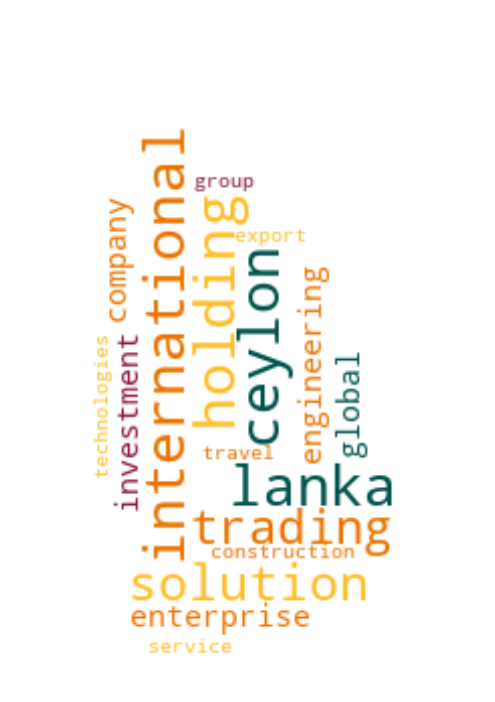 international
group
company
holding
export
ceylon
engineering
technologies
investment
global
travel
lanka
trading
construction
solution
enterprise
service